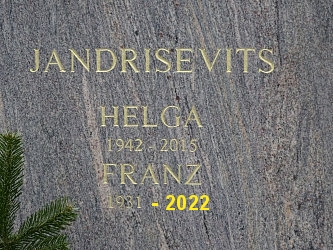 JANDRISEVITS
HELGA
1942 - 2015
FRANZ
1931 - 2022